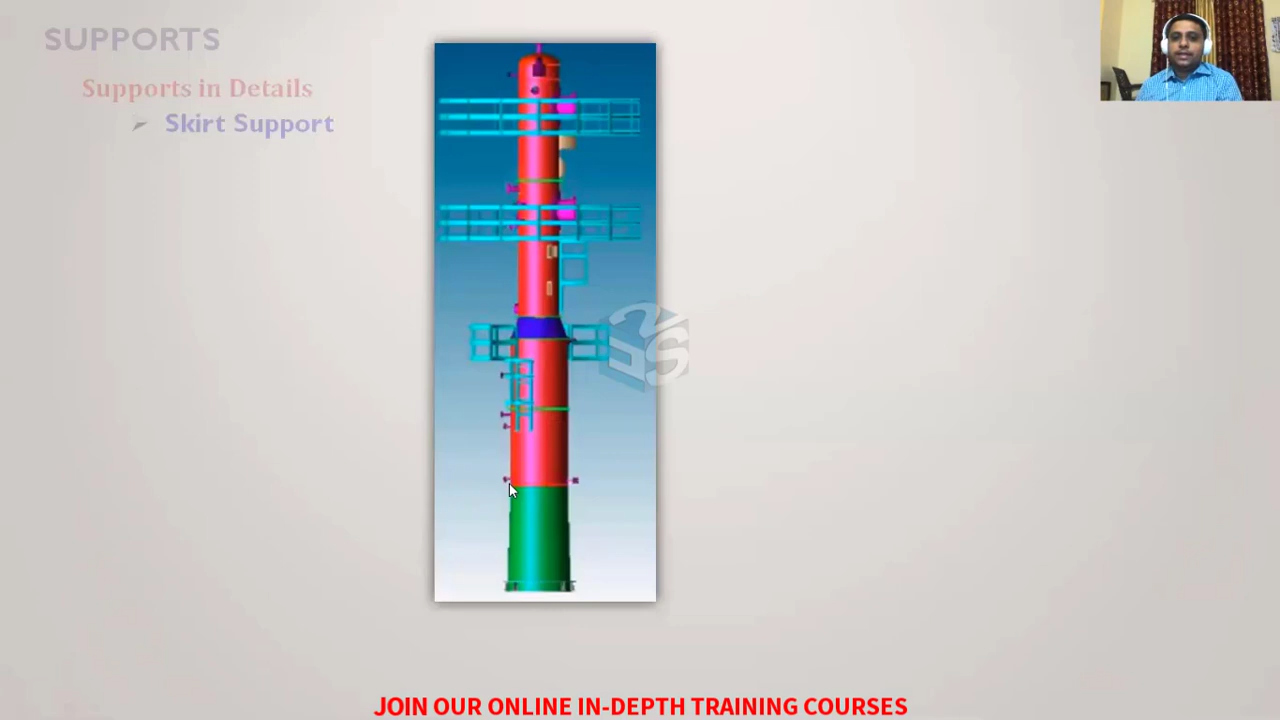 SUPPORTS
Supports in Details
Skirt Support
JOIN OUR ONLINE IN-DEPTH TRAINING COURSES